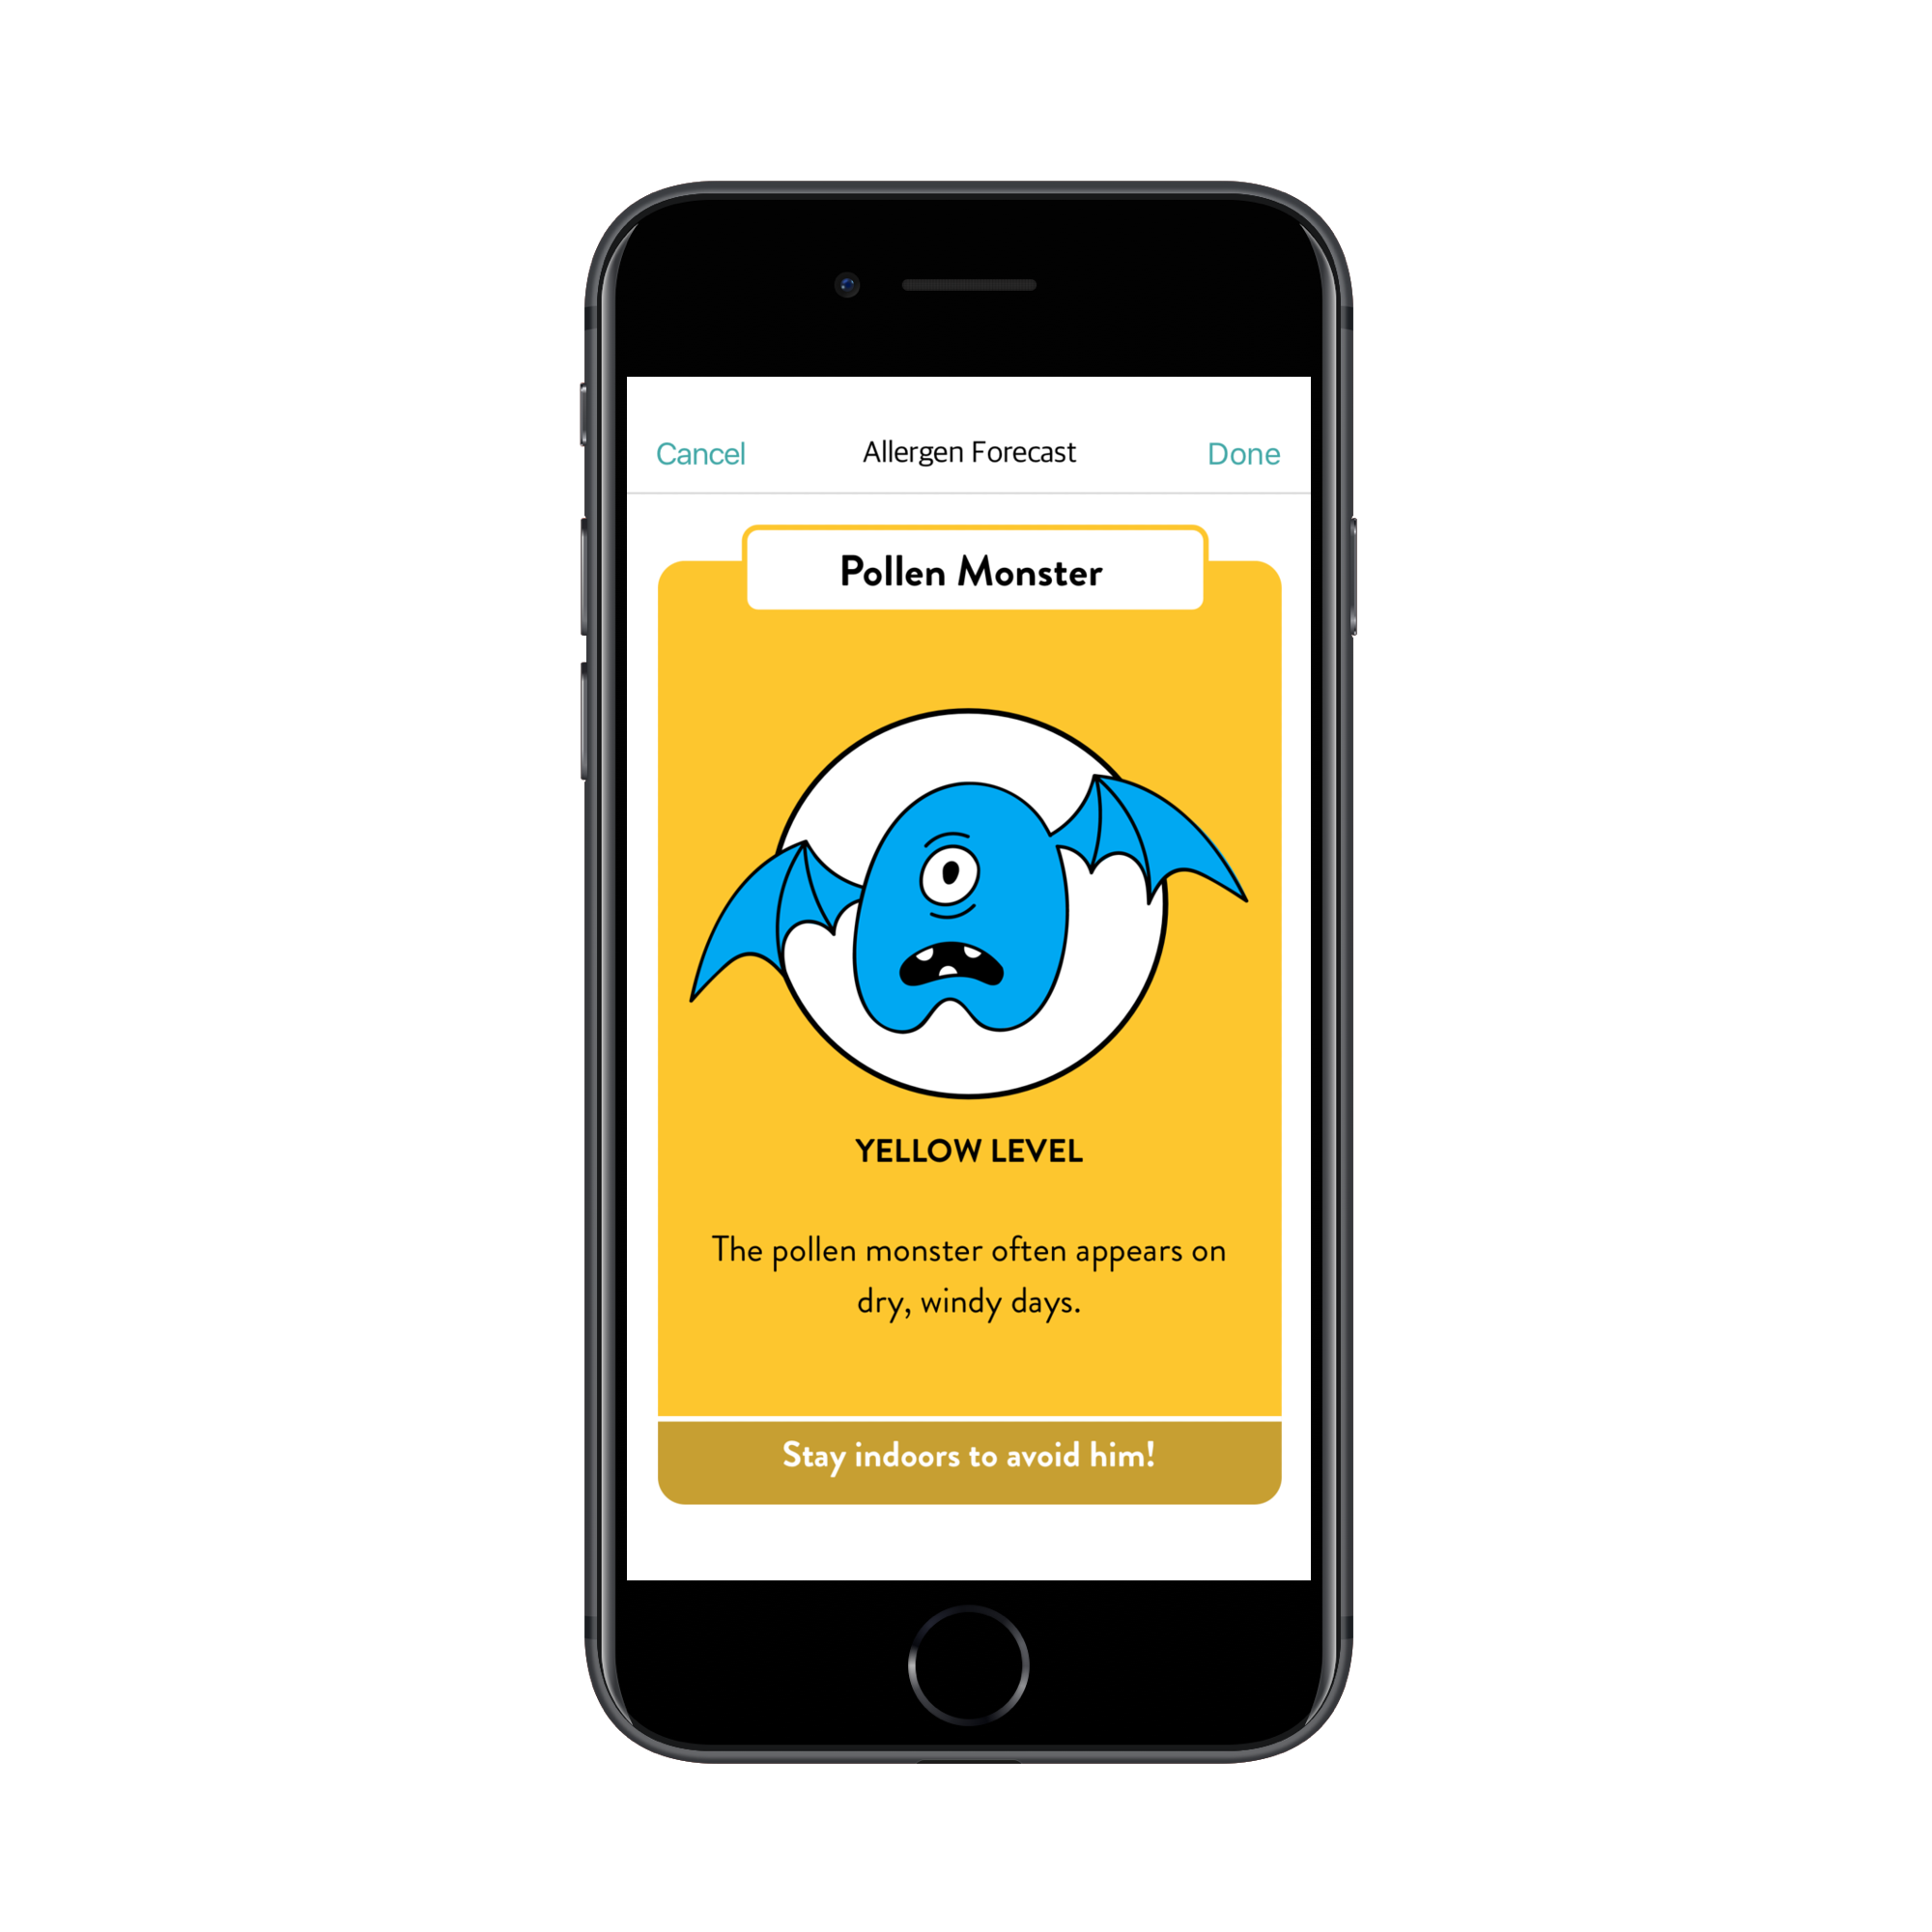 Cancel Allergen Forecast Done
Pollen Monster
YELLOW LEVEL
The pollen monster often appears on
dry, windy days.
Stay indoors to avoid him!